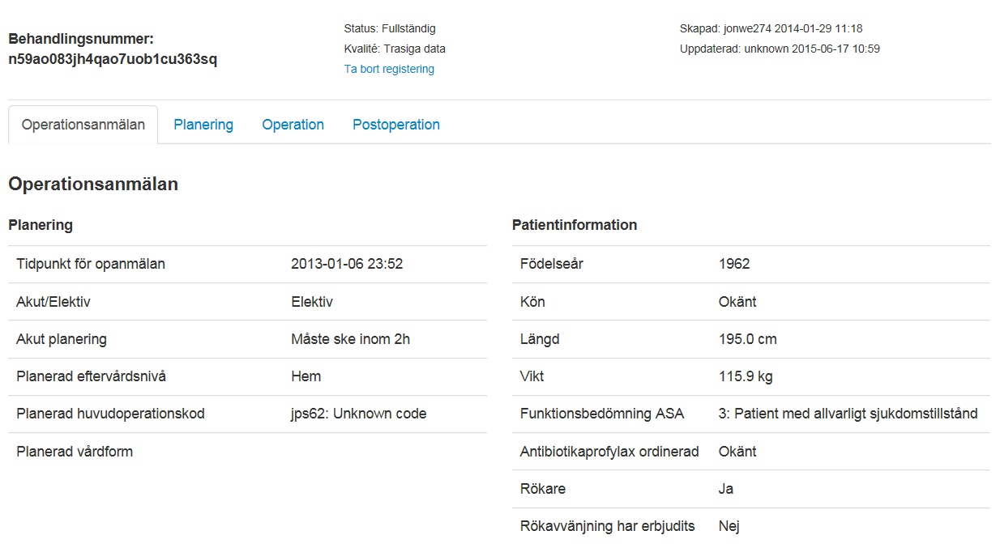 Behandlingsnummer:
n59ao083jh4qao7uob1cu363sq
Status: Fullständig
Kvalité: Trasiga data
Ta bort registering
Skapad: jonwe274 2014-01-29 11:18
Uppdaterad: unknown 2015-06-17 10:59
Operationsanmälan Planering Operation Postoperation
Operationsanmälan
Planering
Tidpunkt för opanmälan 2013-01-06 23:52
Akut/Elektiv Elektiv
Akut planering Måste ske inom 2h
Planerad eftervårdsnivå Hem
Planerad huvudoperationskod jps62: Unknown code
Planerad vårdform
Patientinformation
Födelseår 1962
Kön Okänt
Längd 195.0 cm
Vikt 115.9 kg
Funktionsbedömning ASA 3: Patient med allvarligt sjukdomstillstånd
Antibiotikaprofylax ordinerad Okänt
Rökare Ja
Rökavvänjning har erbjudits Nej